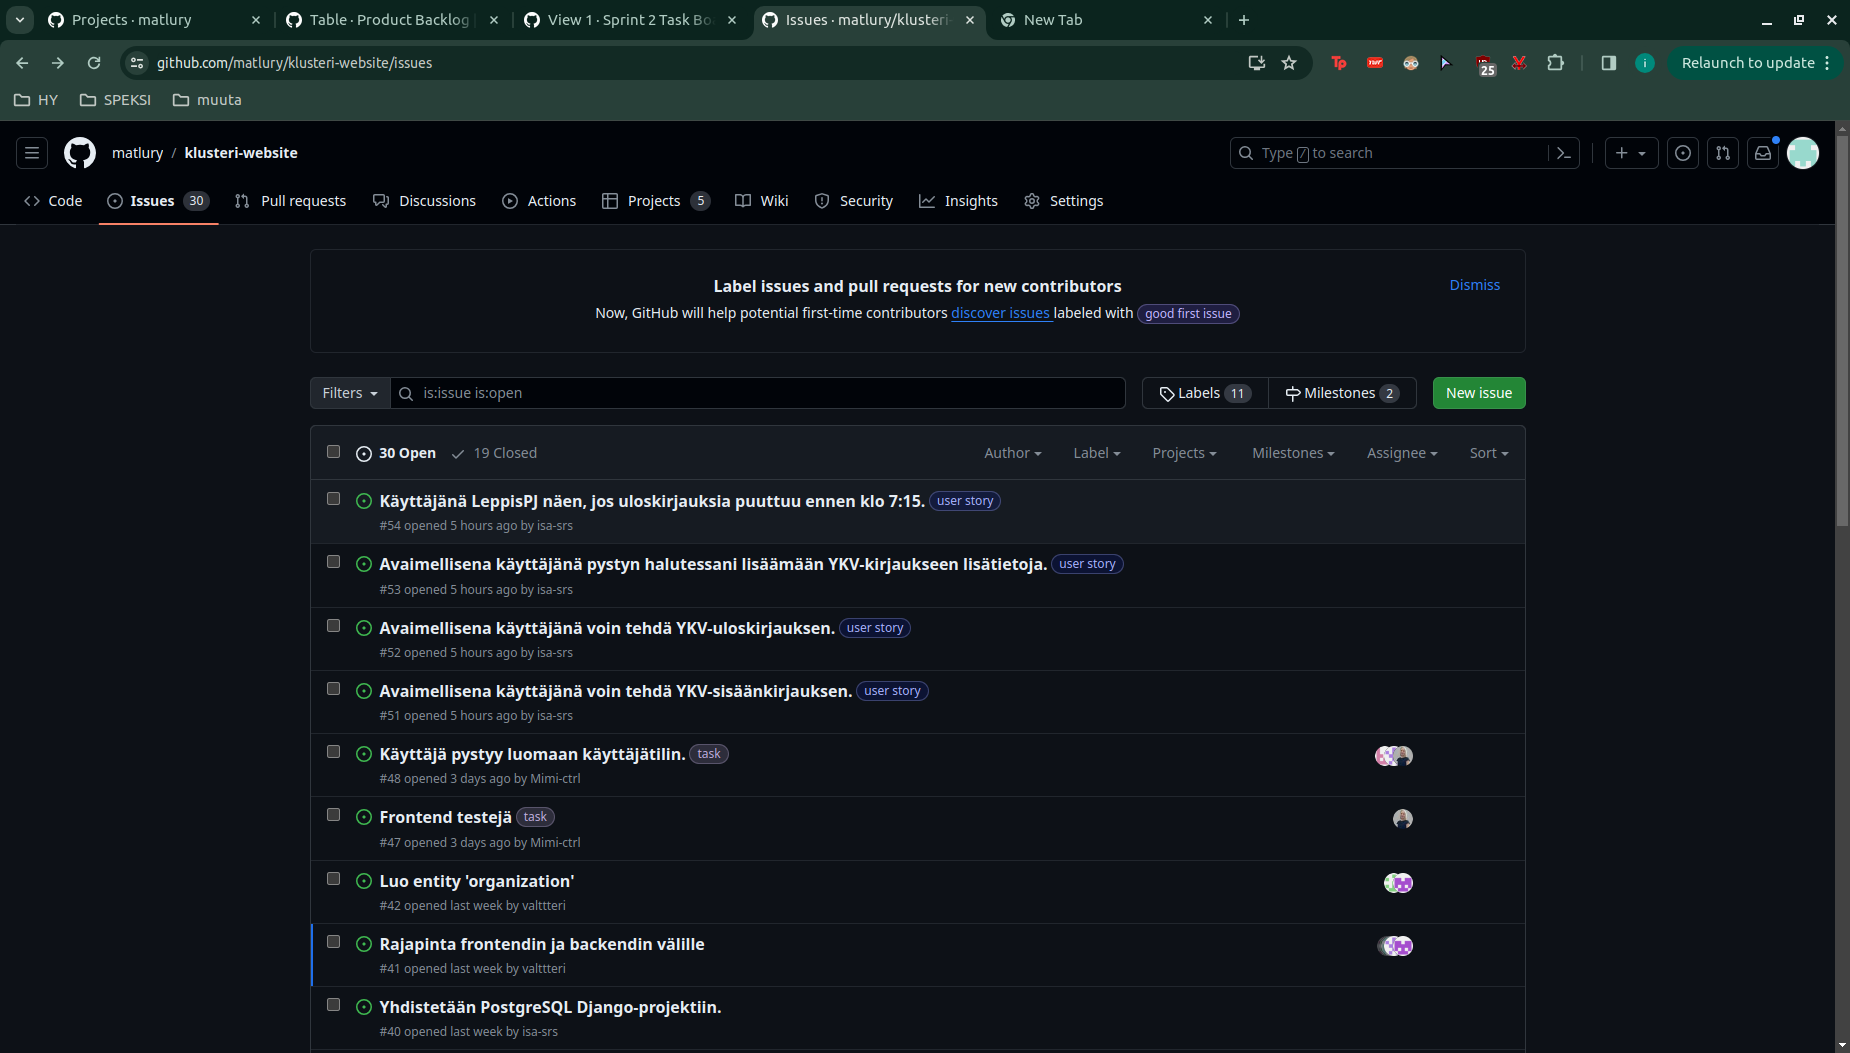 Projects · matlury
Table · Product Backlog
View 1 · Sprint 2 Task Bo
Issues · matlury/klusteri-
New Tab
github.com/matlury/klusteri-website/issues
25
i
Relaunch to update
HY
SPEKSI
muuta
matlury / klusteri-website
Type / to search
Code
Issues 30
Pull requests
Discussions
Actions
Projects 5
Wiki
Security
Insights
Settings
Label issues and pull requests for new contributors
Dismiss
Now, GitHub will help potential first-time contributors discover issues labeled with good first issue
Filters
is:issue is:open
Labels 11
Milestones 2
New issue
30 Open
19 Closed
Author
Label
Projects
Milestones
Assignee
Sort
Käyttäjänä LeppisPJ näen, jos uloskirjauksia puuttuu ennen klo 7:15. user story
#54 opened 5 hours ago by isa-srs
Avaimellisena käyttäjänä pystyn halutessani lisäämään YKV-kirjaukseen lisätietoja. user story
#53 opened 5 hours ago by isa-srs
Avaimellisena käyttäjänä voin tehdä YKV-uloskirjauksen. user story
#52 opened 5 hours ago by isa-srs
Avaimellisena käyttäjänä voin tehdä YKV-sisäänkirjauksen. user story
#51 opened 5 hours ago by isa-srs
Käyttäjä pystyy luomaan käyttäjätilin. task
#48 opened 3 days ago by Mimi-ctrl
Frontend testejä task
#47 opened 3 days ago by Mimi-ctrl
Luo entity 'organization'
#42 opened last week by valttteri
Rajapinta frontendin ja backendin välille
#41 opened last week by valttteri
Yhdistetään PostgreSQL Django-projektiin.
#40 opened last week by isa-srs